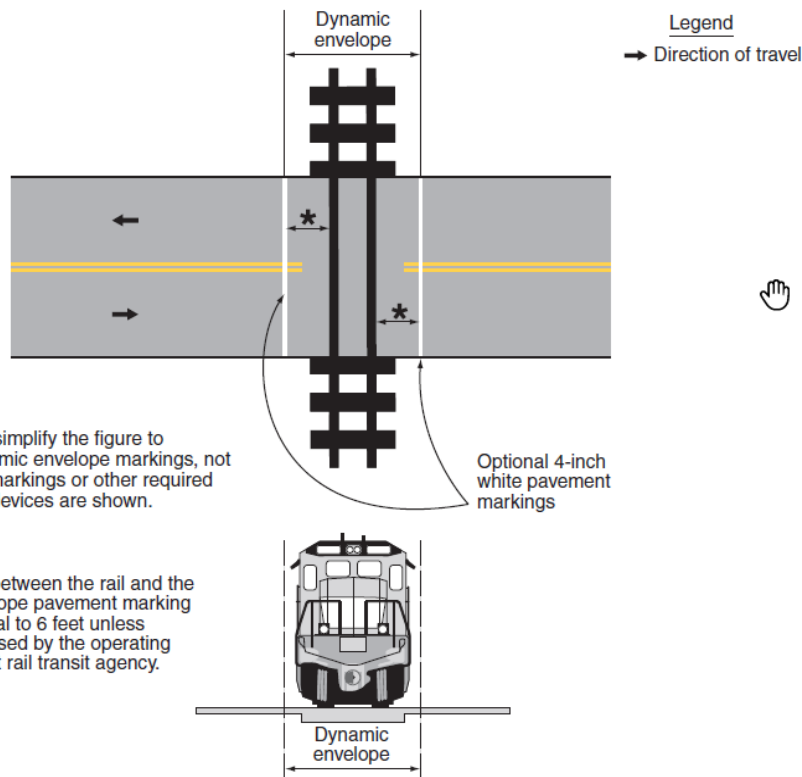 Dynamic
envelope
Legend
Direction of travel
*
*
simplify the figure to
mic envelope markings, not
markings or other required
evices are shown.
Optional 4-inch
white pavement
markings
etween the rail and the
ope pavement marking
al to 6 feet unless
sed by the operating
t rail transit agency.
Dynamic
envelope